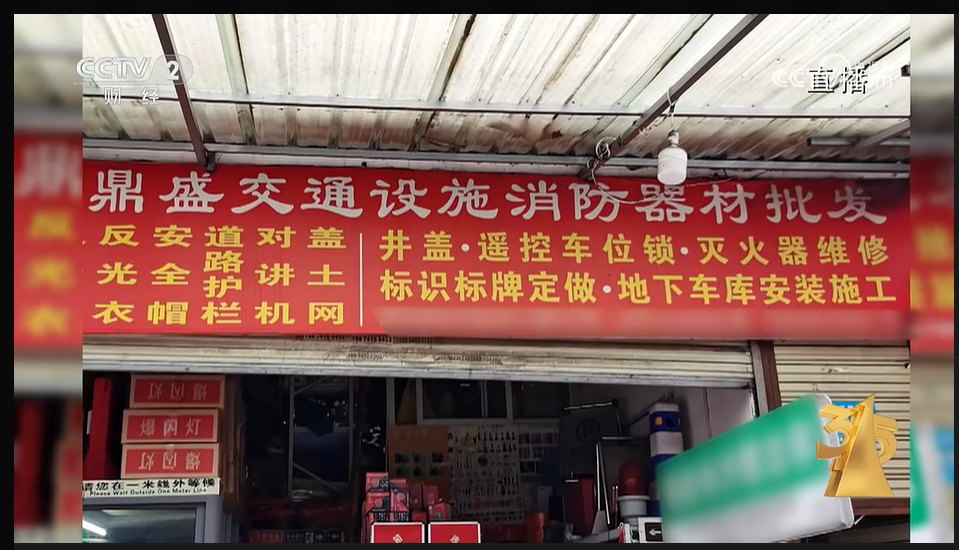 CCTV 2
财经
直播
鼎盛交通设施消防器材批发
反光衣
安全帽
道路护栏
对讲机
盖土网
井盖·遥控车位锁·灭火器维修
标识标牌定做·地下车库安装施工
爆闪灯
爆闪灯
爆闪灯
请您在一米线外等候
Please Wait Outside One Meter Line
315